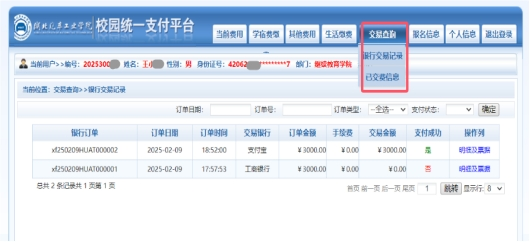 湖北汽车工业学院 校园统一支付平台
当前费用 学宿费缴 其他费用 生活缴费 交易查询 报名信息 个人信息 退出登录
银行交易记录
已交费信息
当前用户>>编号: 2025300 姓名: 王 性别: 男 身份证号: 42062********7 部门: 继续教育学院
当前位置: 交易查询>>银行交易记录
订单日期: 订单号: 订单类型: --全选-- 支付状态: 确定
银行订单 订单日期 订单时间 交易银行 订单金额 手续费 交易金额 支付成功 操作列
xf250209HUAT000002 2025-02-09 18:52:00 支付宝 ¥3000.00 ¥0.00 ¥3000.00 是 明细及票据
xf250209HUAT000001 2025-02-09 17:57:53 工商银行 ¥3000.00 ¥0.00 ¥0.00 否 明细及票据
总共 2 条记录共 1 页第 1 页
首页 前一页 后一页 尾页 1 跳转 显示行: 8